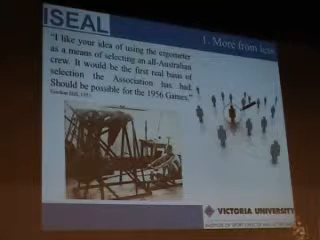 ISEAL
1. More from less
"I like your idea of using the ergometer
as a means of selecting an all-Australian
crew. It would be the first real basis of
selection the Association has had.
Should be possible for the 1956 Games."
VICTORIA UNIVERSITY